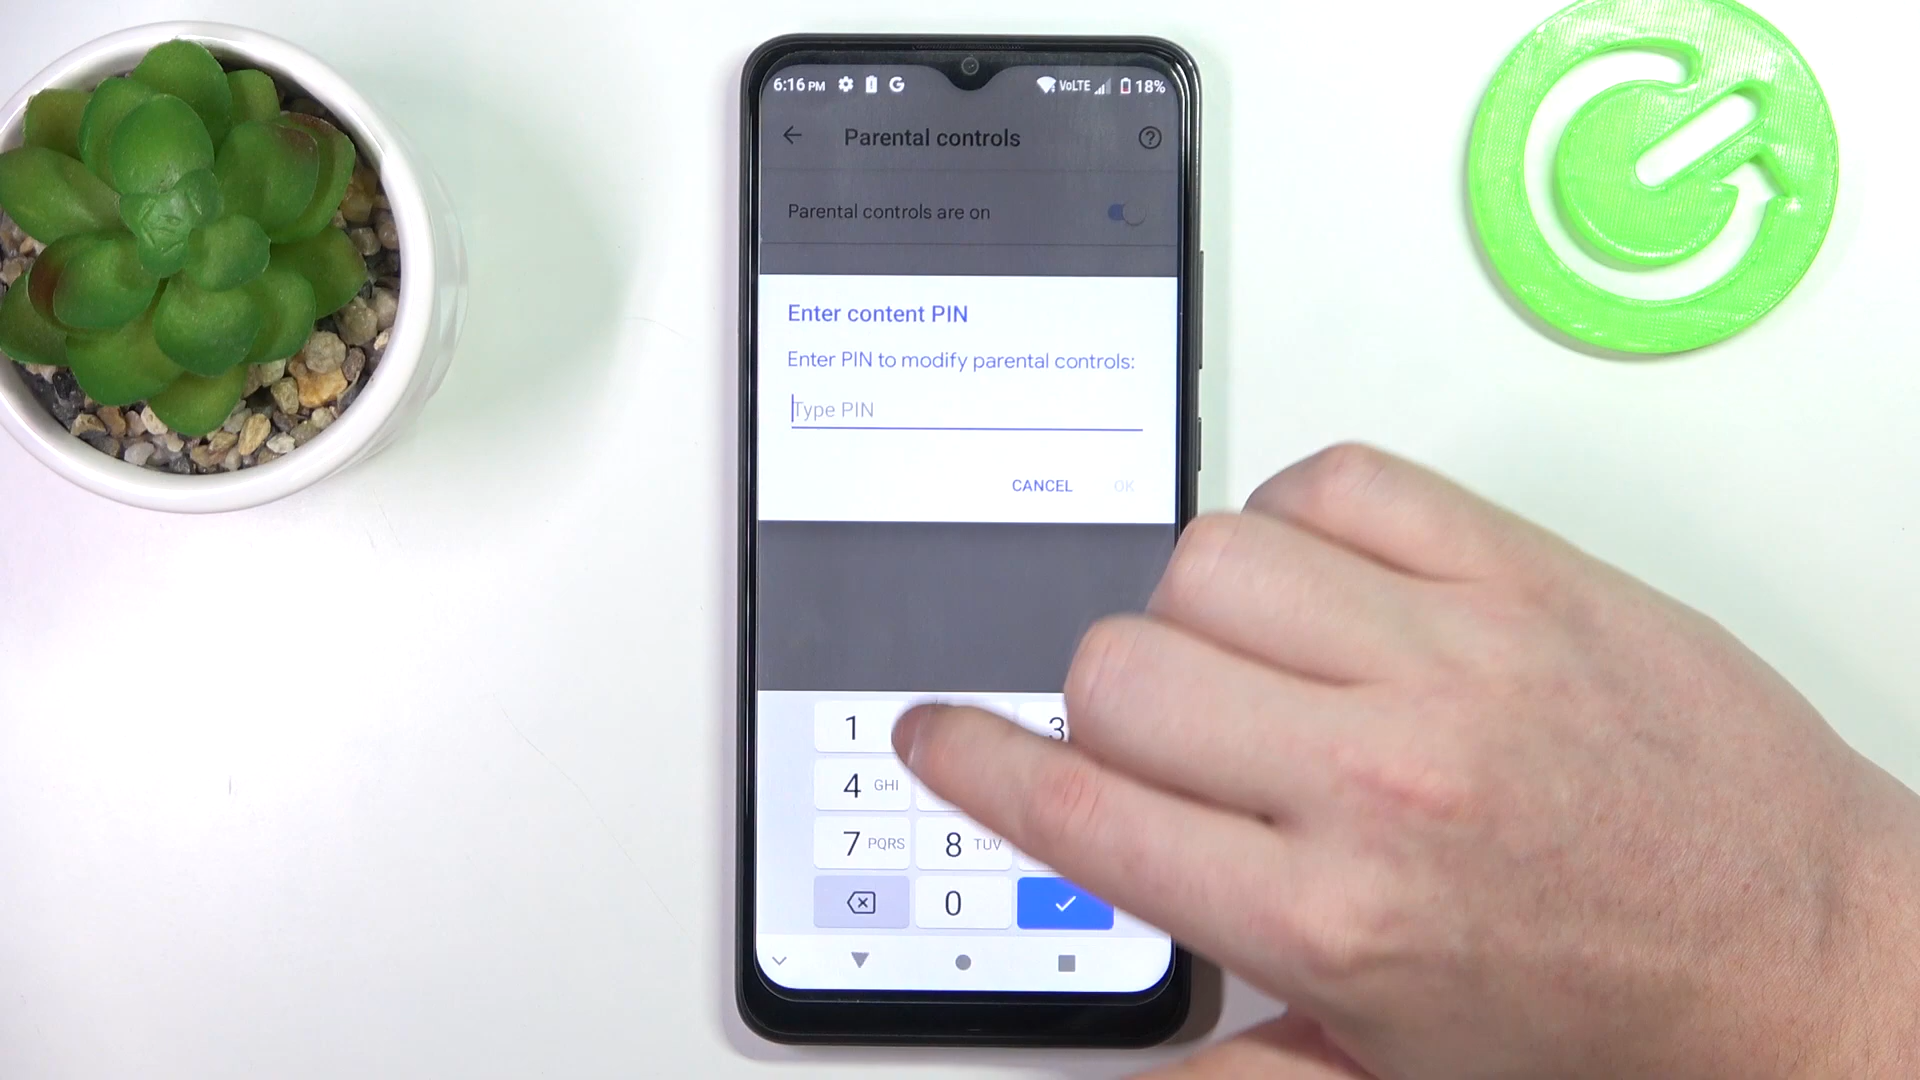 6:16 PM VoLTE 18%
Parental controls
Parental controls are on
Enter content PIN
Enter PIN to modify parental controls:
Type PIN
CANCEL OK
1 3
4 GHI
7 PQRS 8 TUV
0